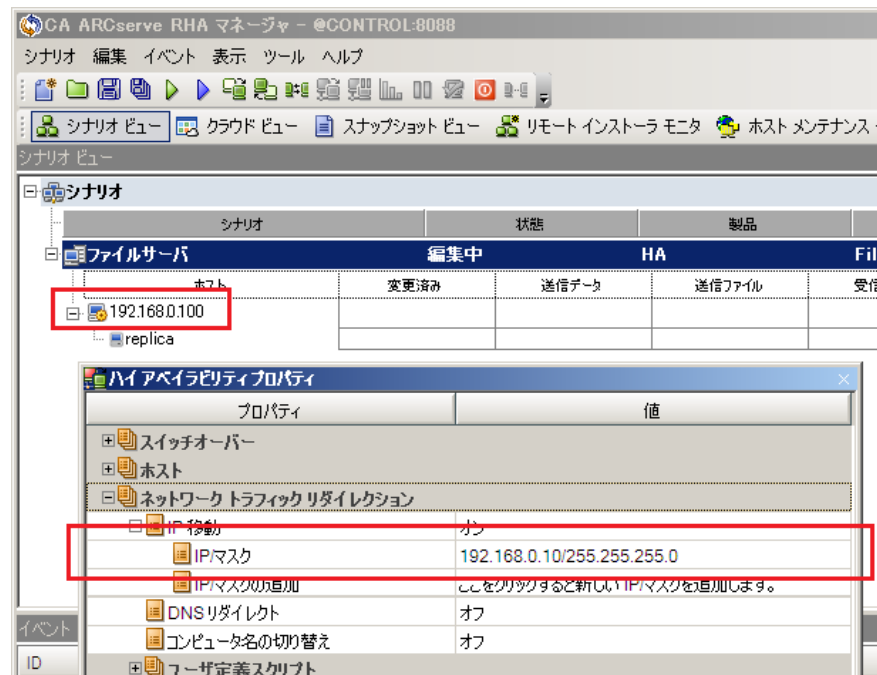 CA ARCserve RHA マネージャ - @CONTROL:8088
シナリオ 編集 イベント 表示 ツール ヘルプ
シナリオ ビュー クラウド ビュー スナップショット ビュー リモート インストーラ モニタ ホスト メンテナンス
シナリオ ビュー
シナリオ
シナリオ 状態 製品
ファイルサーバ 編集中 HA Fil
ホスト 変更済み 送信データ 送信ファイル 受信
192.168.0.100
replica
ハイ アベイラビリティ プロパティ
プロパティ 値
スイッチオーバー
ホスト
ネットワーク トラフィック リダイレクション
IP 移動 オン
IP/マスク 192.168.0.10/255.255.255.0
IP/マスクの追加 ここをクリックすると新しい IP/マスクを追加します。
DNS リダイレクト オフ
コンピュータ名の切り替え オフ
イベント
ID
ユーザ定義スクリプト